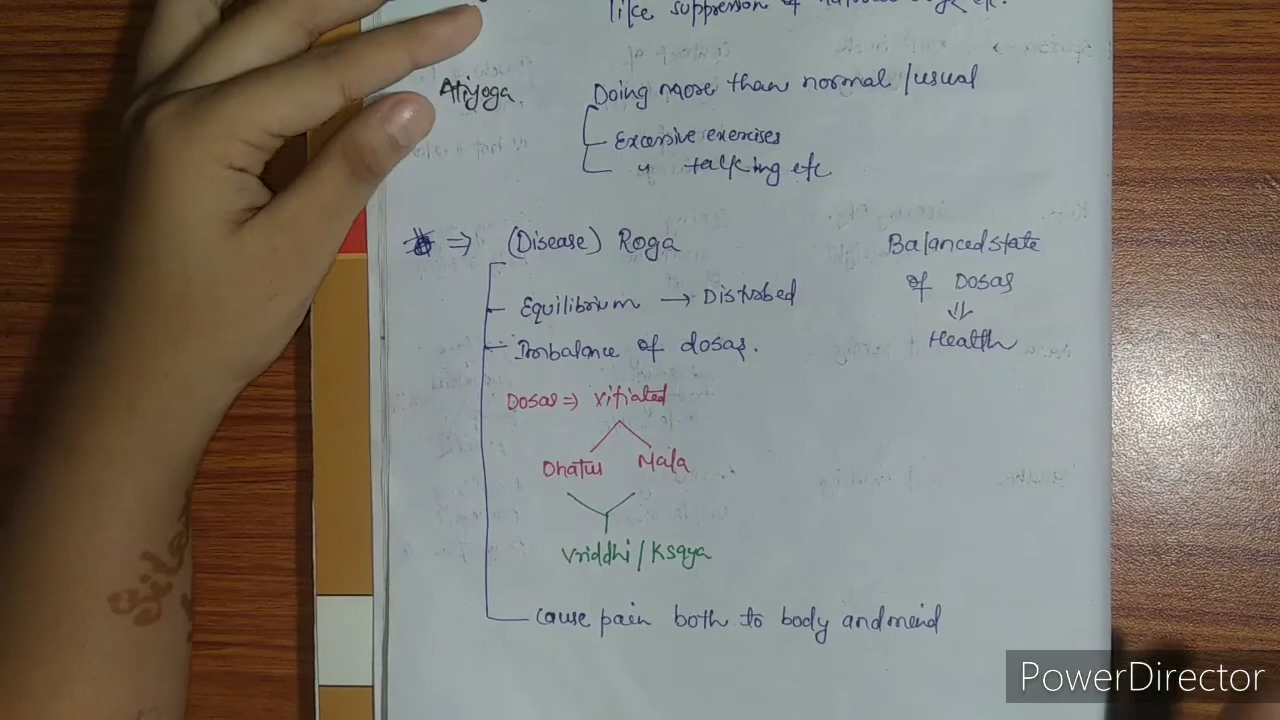 like suppression of
Atiyoga. Doing more than normal / usual
Excessive exercises
" talking etc
⇒ (Disease) Roga
Equilibrium → Disturbed
Imbalance of dosas.
Dosas ⇒ Vitiated
Dhatus Mala
Vriddhi / Ksaya
cause pain both to body and mind
Balanced state
of Dosas
⇓
Health
PowerDirector